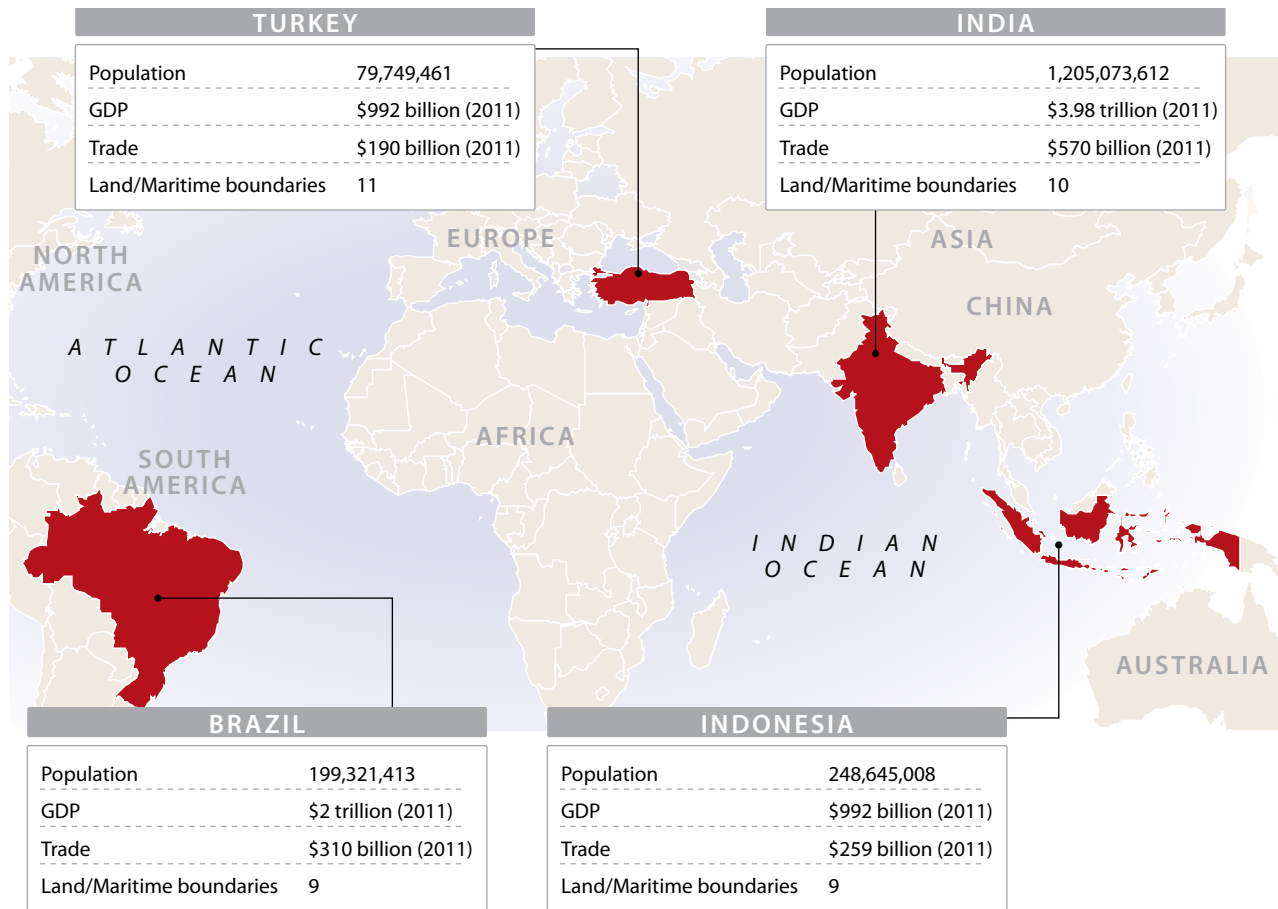 TURKEY
Population 79,749,461
GDP $992 billion (2011)
Trade $190 billion (2011)
Land/Maritime boundaries 11
INDIA
Population 1,205,073,612
GDP $3.98 trillion (2011)
Trade $570 billion (2011)
Land/Maritime boundaries 10
NORTH
AMERICA
EUROPE
ASIA
CHINA
ATLANTIC
OCEAN
AFRICA
SOUTH
AMERICA
INDIAN
OCEAN
AUSTRALIA
BRAZIL
Population 199,321,413
GDP $2 trillion (2011)
Trade $310 billion (2011)
Land/Maritime boundaries 9
INDONESIA
Population 248,645,008
GDP $992 billion (2011)
Trade $259 billion (2011)
Land/Maritime boundaries 9